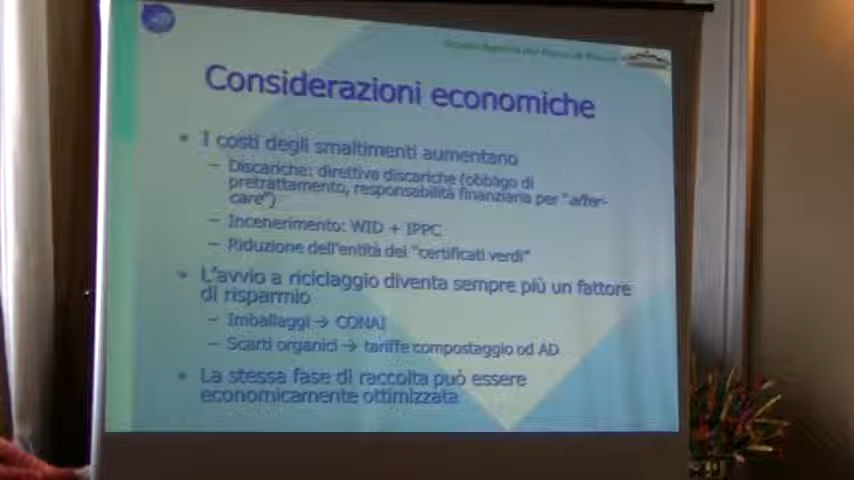 Considerazioni economiche
• I costi degli smaltimenti aumentano
– Discariche: direttiva discariche (obbligo di
pretrattamento, responsabilità finanziaria per "after-
care")
– Incenerimento: WID + IPPC
– Riduzione dell'entità dei "certificati verdi"
• L'avvio a riciclaggio diventa sempre più un fattore
di risparmio
– Imballaggi → CONAI
– Scarti organici → tariffe compostaggio od AD
• La stessa fase di raccolta può essere
economicamente ottimizzata